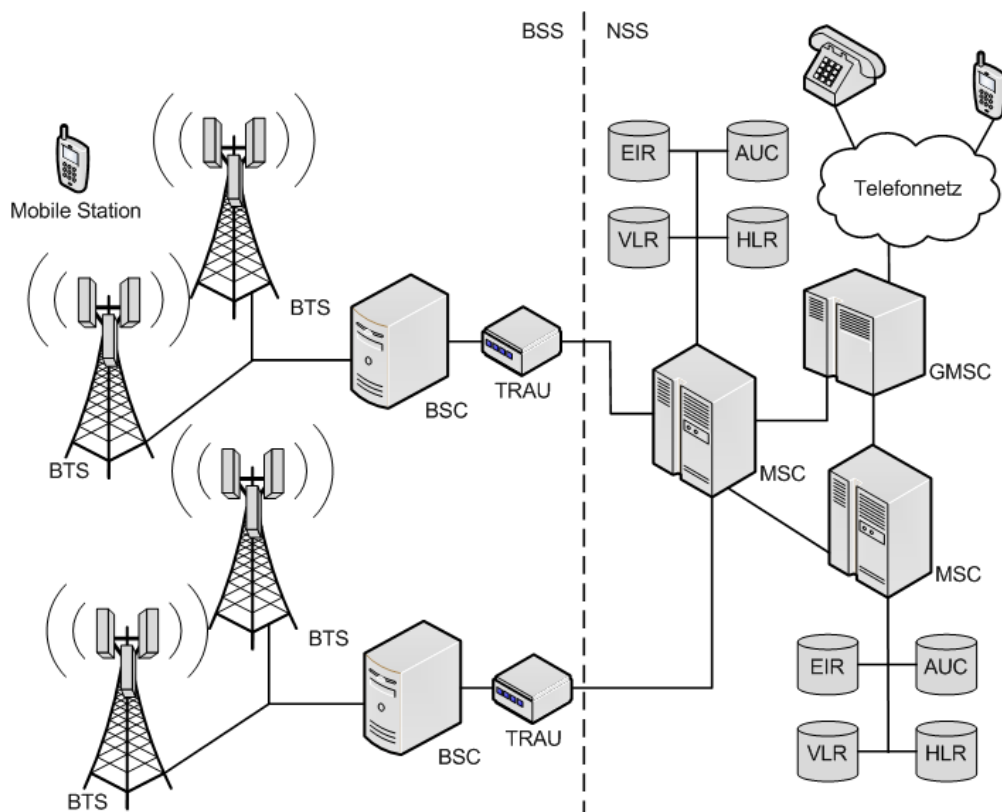 BSS
NSS
EIR
AUC
Telefonnetz
Mobile Station
VLR
HLR
BTS
GMSC
TRAU
BSC
BTS
MSC
MSC
BTS
EIR
AUC
TRAU
BSC
VLR
HLR
BTS